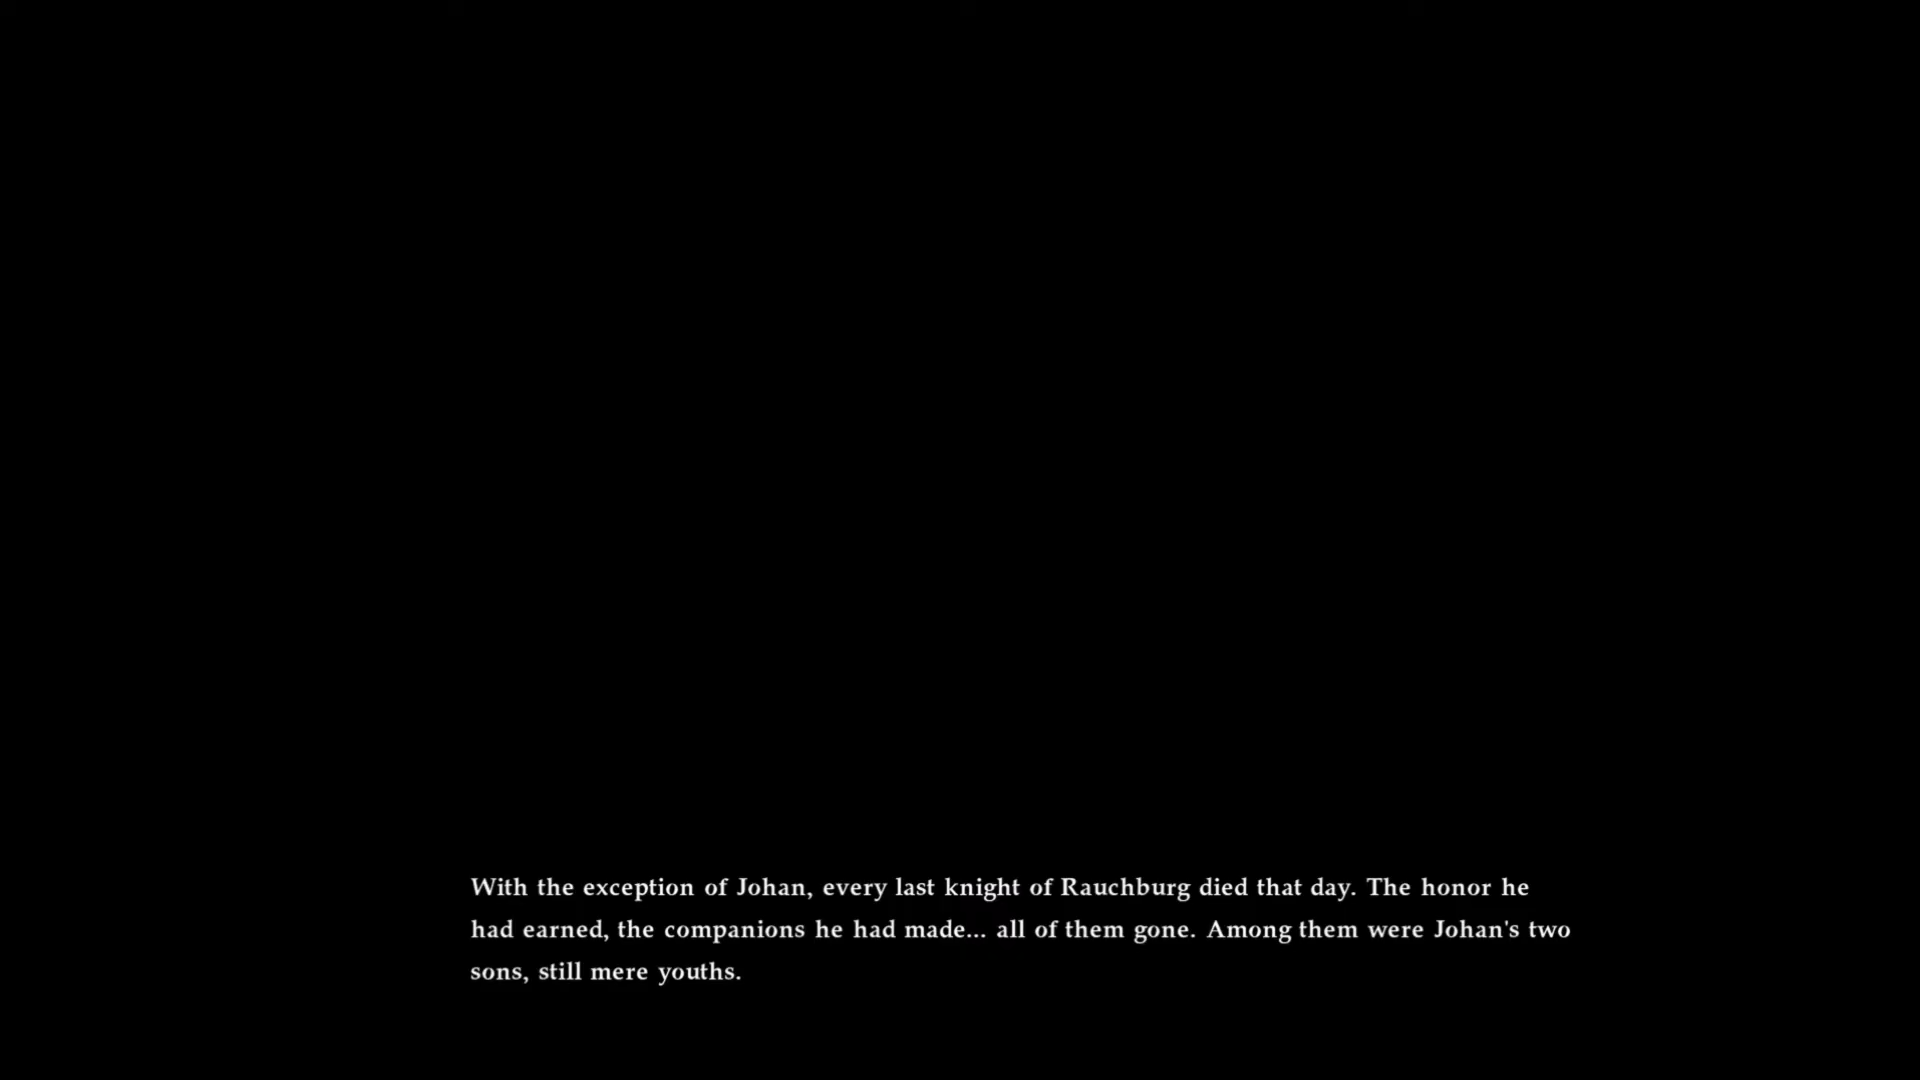 With the exception of Johan, every last knight of Rauchburg died that day. The honor he
had earned, the companions he had made... all of them gone. Among them were Johan's two
sons, still mere youths.